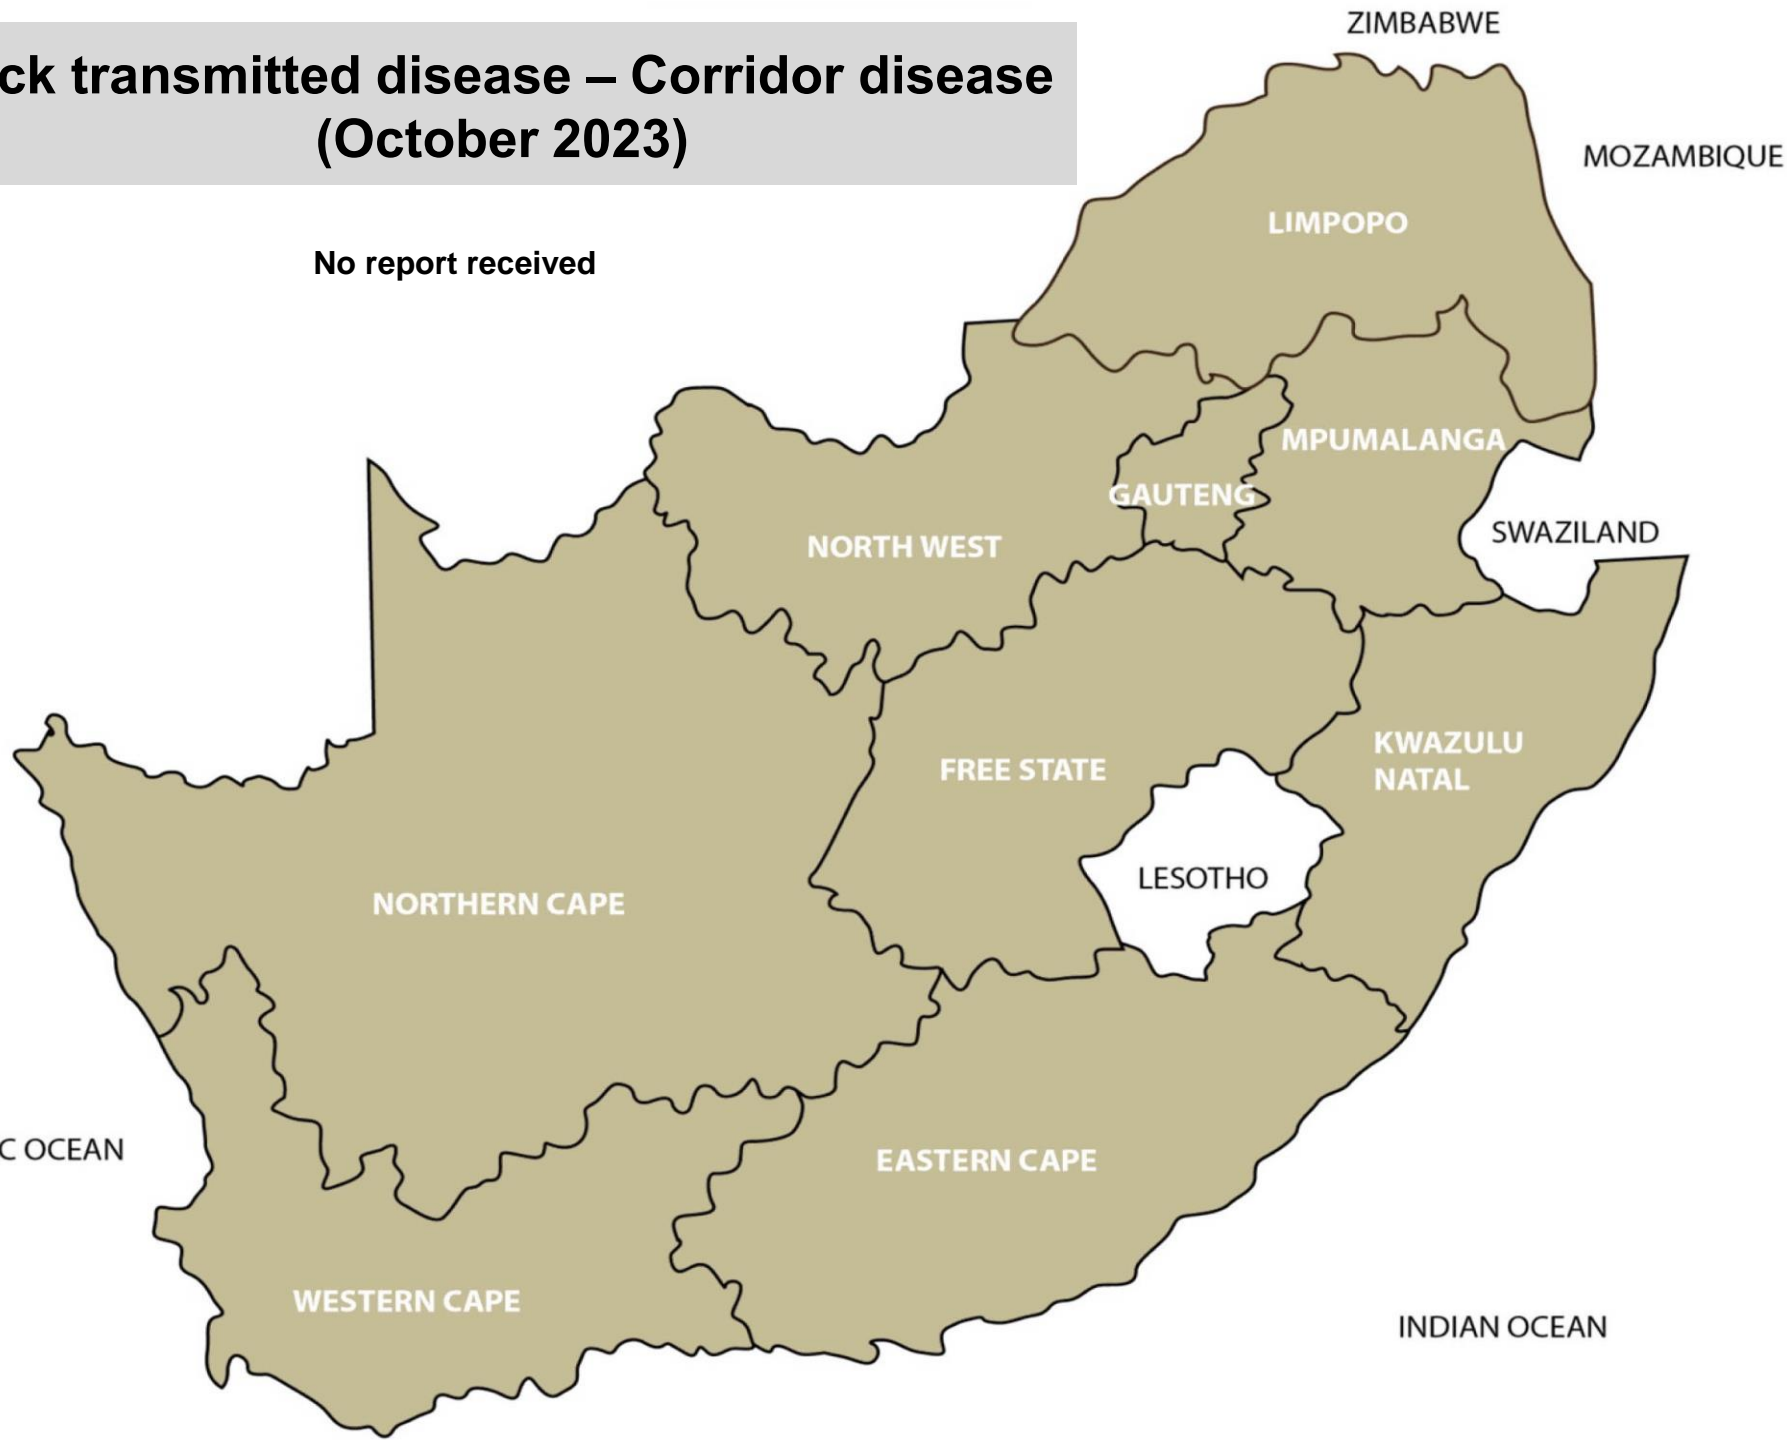 ck transmitted disease – Corridor disease
(October 2023)
No report received
ZIMBABWE
MOZAMBIQUE
LIMPOPO
MPUMALANGA
GAUTENG
NORTH WEST
SWAZILAND
KWAZULU
NATAL
FREE STATE
LESOTHO
NORTHERN CAPE
C OCEAN
EASTERN CAPE
WESTERN CAPE
INDIAN OCEAN